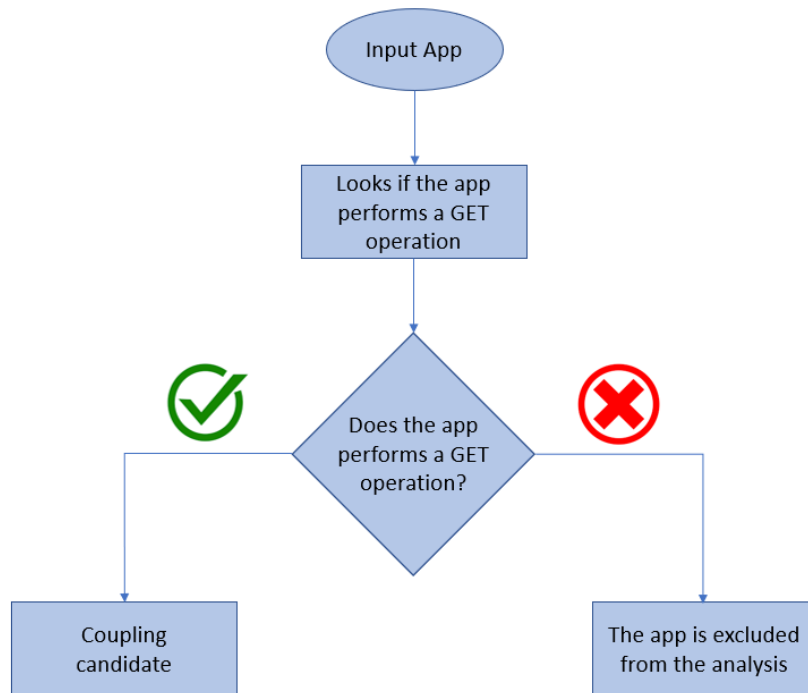 Input App
Looks if the app
performs a GET
operation
Does the app
performs a GET
operation?
Coupling
candidate
The app is excluded
from the analysis